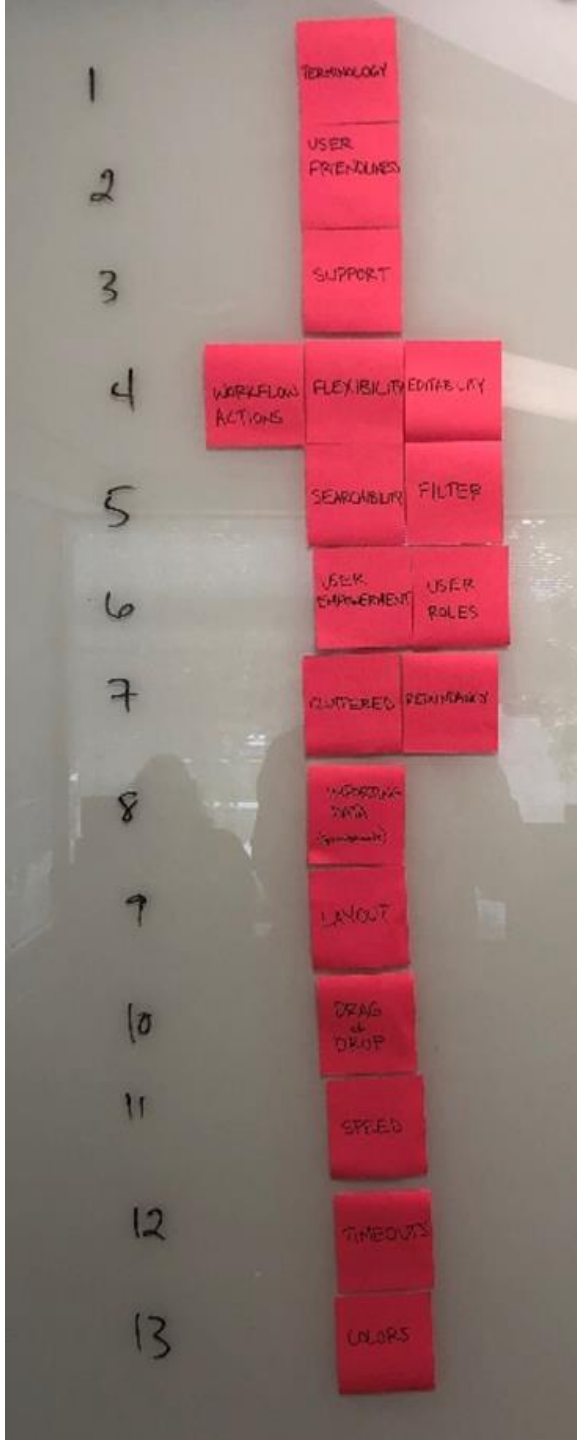 1
TERMINOLOGY
2
USER
FRIENDLINESS
3
SUPPORT
4
WORKFLOW
ACTIONS
FLEXIBILITY
EDITABILITY
5
SEARCHIBILITY
FILTER
6
USER
EMPOWERMENT
USER
ROLES
7
CLUTTERED
REDUNDANCY
8
IMPORTING
DATA
9
LAYOUT
10
DRAG
&
DROP
11
SPEED
12
TIMEOUTS
13
COLORS